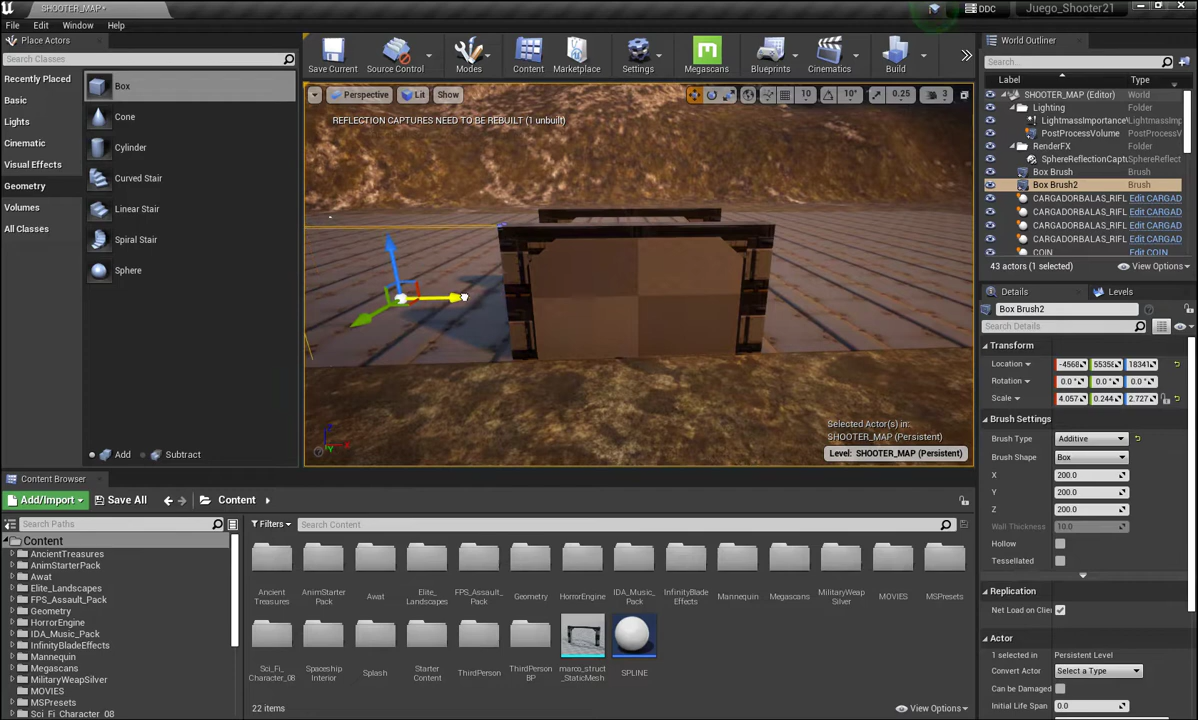 SHOOTER_MAP*
DDC
Juego_Shooter21
File Edit Window Help
Place Actors
Search Classes
Recently Placed
Basic
Lights
Cinematic
Visual Effects
Geometry
Volumes
All Classes
Box
Cone
Cylinder
Curved Stair
Linear Stair
Spiral Stair
Sphere
Add Subtract
Save Current Source Control Modes Content Marketplace Settings Megascans Blueprints Cinematics Build
Perspective Lit Show 10 10° 0.25 3
REFLECTION CAPTURES NEED TO BE REBUILT (1 unbuilt)
Selected Actor(s) in:
SHOOTER_MAP (Persistent)
Level: SHOOTER_MAP (Persistent)
World Outliner
Search...
Label Type
SHOOTER_MAP (Editor) World
Lighting Folder
LightmassImportance LightmassImp
PostProcessVolume PostProcessV
RenderFX Folder
SphereReflectionCaptu SphereReflect
Box Brush Brush
Box Brush2 Brush
CARGADORBALAS_RIFL Edit CARGAD
CARGADORBALAS_RIFL Edit CARGAD
CARGADORBALAS_RIFL Edit CARGAD
CARGADORBALAS_RIFL Edit CARGAD
COIN Edit COIN
43 actors (1 selected) View Options
Details Levels
Box Brush2
Search Details
Transform
Location -4568 55356 18341
Rotation 0.0 ° 0.0 ° 0.0 °
Scale 4.057 0.244 2.727
Brush Settings
Brush Type Additive
Brush Shape Box
X 200.0
Y 200.0
Z 200.0
Wall Thickness 10.0
Hollow
Tessellated
Replication
Net Load on Clien
Actor
1 selected in Persistent Level
Convert Actor Select a Type
Can be Damaged
Initial Life Span 0.0
Content Browser
Add/Import Save All Content
Search Paths
Content
AncientTreasures
AnimStarterPack
Awat
Elite_Landscapes
FPS_Assault_Pack
Geometry
HorrorEngine
IDA_Music_Pack
InfinityBladeEffects
Mannequin
Megascans
MilitaryWeapSilver
MOVIES
MSPresets
Sci_Fi_Character_08
Filters Search Content
Ancient Treasures
AnimStarter Pack
Awat
Elite_ Landscapes
FPS_Assault_ Pack
Geometry
HorrorEngine
IDA_Music_ Pack
InfinityBlade Effects
Mannequin
Megascans
MilitaryWeap Silver
MOVIES
MSPresets
Sci_Fi_ Character_08
Spaceship Interior
Splash
Starter Content
ThirdPerson
ThirdPerson BP
marco_struct _StaticMesh
SPLINE
22 items View Options